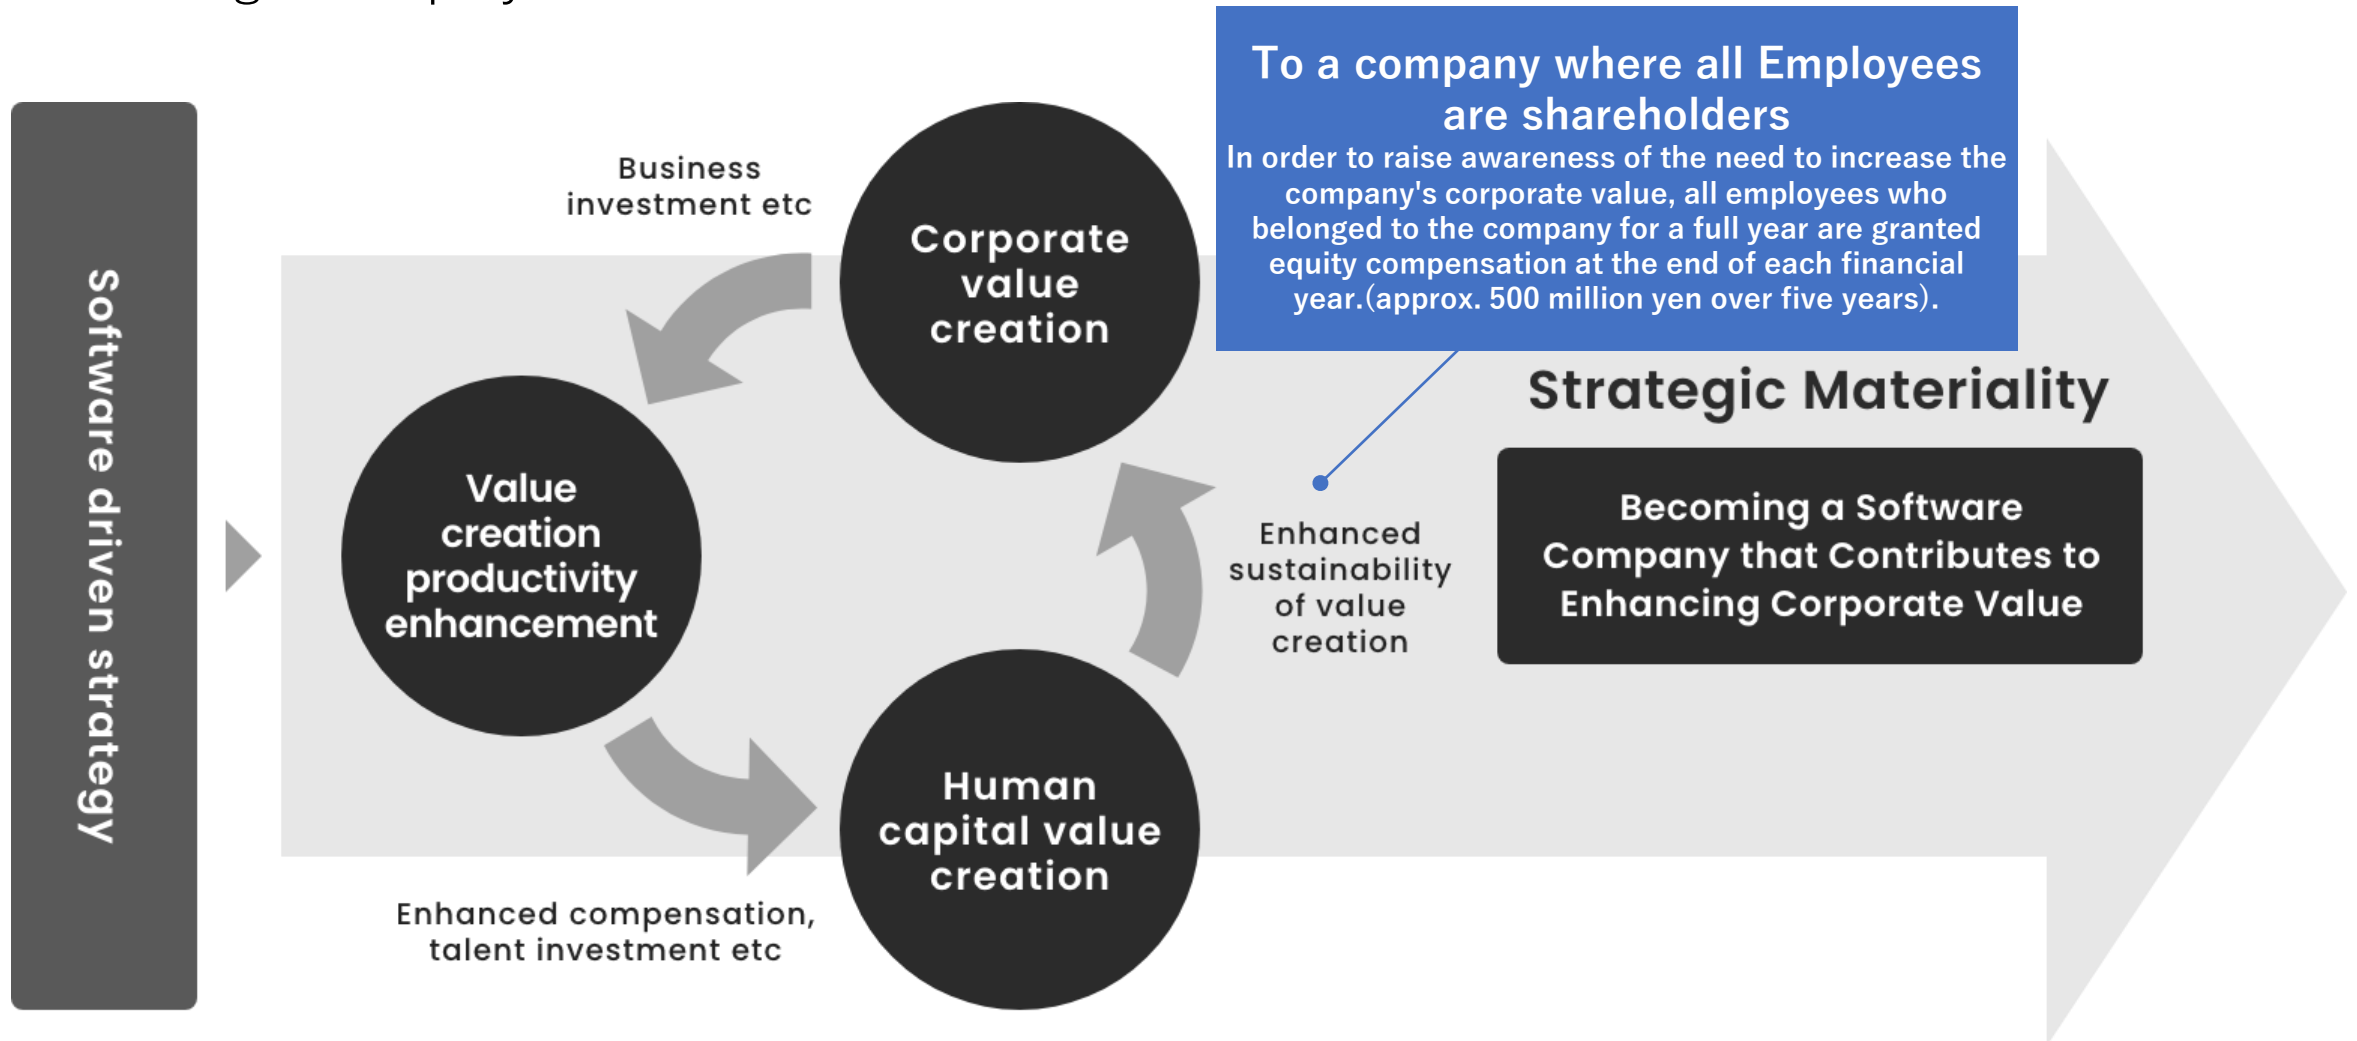 Software driven strategy
Business
investment etc
Corporate
value
creation
To a company where all Employees
are shareholders
In order to raise awareness of the need to increase the
company's corporate value, all employees who
belonged to the company for a full year are granted
equity compensation at the end of each financial
year.(approx. 500 million yen over five years).
Value
creation
productivity
enhancement
Enhanced
sustainability
of value
creation
Strategic Materiality
Becoming a Software
Company that Contributes to
Enhancing Corporate Value
Human
capital value
creation
Enhanced compensation,
talent investment etc